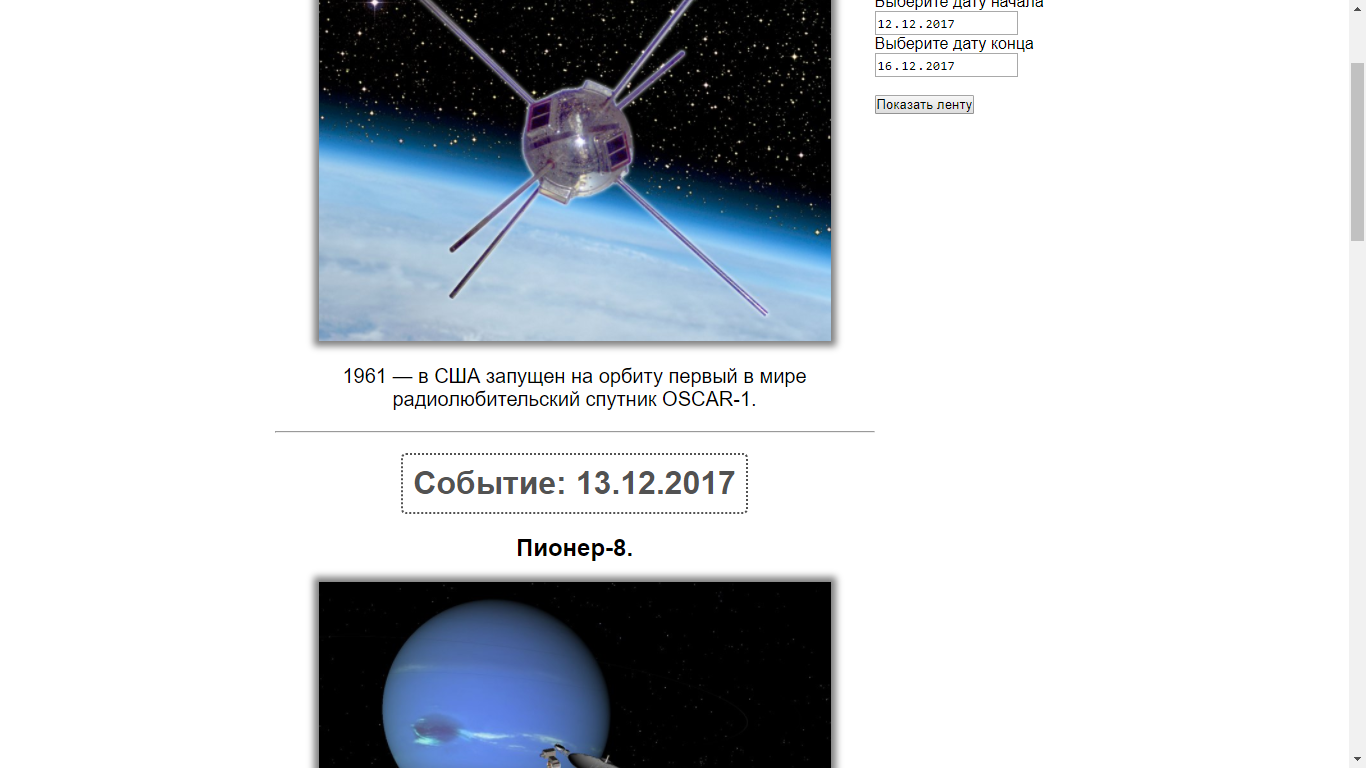 Выберите дату начала
12.12.2017
Выберите дату конца
16.12.2017
Показать ленту
1961 — в США запущен на орбиту первый в мире
радиолюбительский спутник OSCAR-1.
Событие: 13.12.2017
Пионер-8.